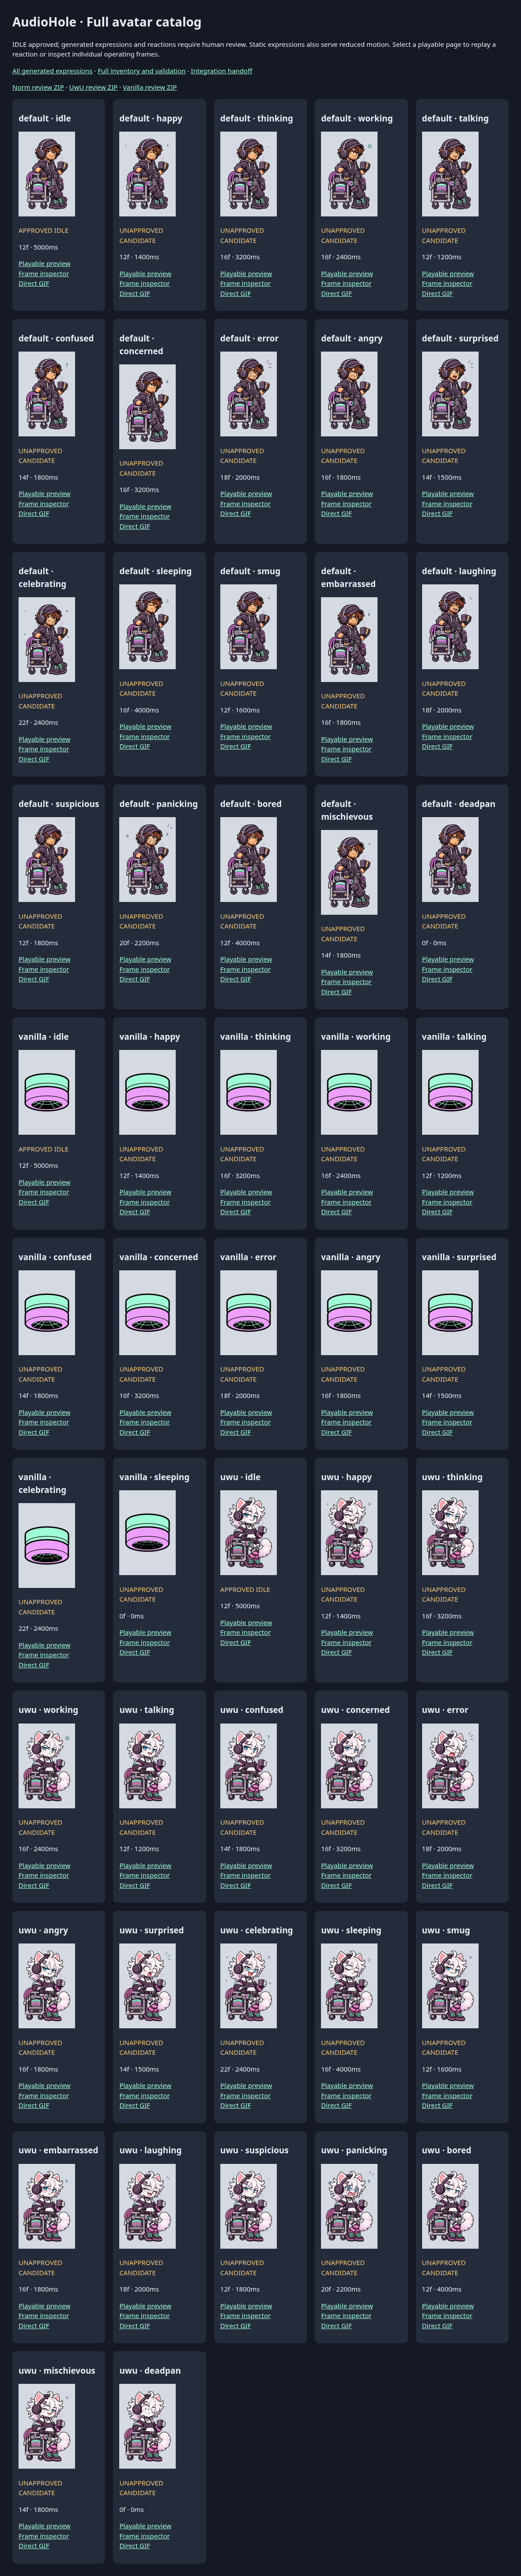 AudioHole · Full avatar catalog
IDLE approved; generated expressions and reactions require human review. Static expressions also serve reduced motion. Select a playable page to replay a
reaction or inspect individual operating frames.
All generated expressions · Full inventory and validation · Integration handoff
Norm review ZIP · UwU review ZIP · Vanilla review ZIP
default · idle
APPROVED IDLE
12f · 5000ms
Playable preview
Frame inspector
Direct GIF
default · happy
UNAPPROVED
CANDIDATE
12f · 1400ms
Playable preview
Frame inspector
Direct GIF
default · thinking
UNAPPROVED
CANDIDATE
16f · 3200ms
Playable preview
Frame inspector
Direct GIF
default · working
UNAPPROVED
CANDIDATE
16f · 2400ms
Playable preview
Frame inspector
Direct GIF
default · talking
UNAPPROVED
CANDIDATE
12f · 1200ms
Playable preview
Frame inspector
Direct GIF
default · confused
UNAPPROVED
CANDIDATE
14f · 1800ms
Playable preview
Frame inspector
Direct GIF
default ·
concerned
UNAPPROVED
CANDIDATE
16f · 3200ms
Playable preview
Frame inspector
Direct GIF
default · error
UNAPPROVED
CANDIDATE
18f · 2000ms
Playable preview
Frame inspector
Direct GIF
default · angry
UNAPPROVED
CANDIDATE
16f · 1800ms
Playable preview
Frame inspector
Direct GIF
default · surprised
UNAPPROVED
CANDIDATE
14f · 1500ms
Playable preview
Frame inspector
Direct GIF
default ·
celebrating
UNAPPROVED
CANDIDATE
22f · 2400ms
Playable preview
Frame inspector
Direct GIF
default · sleeping
UNAPPROVED
CANDIDATE
16f · 4000ms
Playable preview
Frame inspector
Direct GIF
default · smug
UNAPPROVED
CANDIDATE
12f · 1600ms
Playable preview
Frame inspector
Direct GIF
default ·
embarrassed
UNAPPROVED
CANDIDATE
16f · 1800ms
Playable preview
Frame inspector
Direct GIF
default · laughing
UNAPPROVED
CANDIDATE
18f · 2000ms
Playable preview
Frame inspector
Direct GIF
default · suspicious
UNAPPROVED
CANDIDATE
12f · 1800ms
Playable preview
Frame inspector
Direct GIF
default · panicking
UNAPPROVED
CANDIDATE
20f · 2200ms
Playable preview
Frame inspector
Direct GIF
default · bored
UNAPPROVED
CANDIDATE
12f · 4000ms
Playable preview
Frame inspector
Direct GIF
default ·
mischievous
UNAPPROVED
CANDIDATE
14f · 1800ms
Playable preview
Frame inspector
Direct GIF
default · deadpan
UNAPPROVED
CANDIDATE
0f · 0ms
Playable preview
Frame inspector
Direct GIF
vanilla · idle
APPROVED IDLE
12f · 5000ms
Playable preview
Frame inspector
Direct GIF
vanilla · happy
UNAPPROVED
CANDIDATE
12f · 1400ms
Playable preview
Frame inspector
Direct GIF
vanilla · thinking
UNAPPROVED
CANDIDATE
16f · 3200ms
Playable preview
Frame inspector
Direct GIF
vanilla · working
UNAPPROVED
CANDIDATE
16f · 2400ms
Playable preview
Frame inspector
Direct GIF
vanilla · talking
UNAPPROVED
CANDIDATE
12f · 1200ms
Playable preview
Frame inspector
Direct GIF
vanilla · confused
UNAPPROVED
CANDIDATE
14f · 1800ms
Playable preview
Frame inspector
Direct GIF
vanilla · concerned
UNAPPROVED
CANDIDATE
16f · 3200ms
Playable preview
Frame inspector
Direct GIF
vanilla · error
UNAPPROVED
CANDIDATE
18f · 2000ms
Playable preview
Frame inspector
Direct GIF
vanilla · angry
UNAPPROVED
CANDIDATE
16f · 1800ms
Playable preview
Frame inspector
Direct GIF
vanilla · surprised
UNAPPROVED
CANDIDATE
14f · 1500ms
Playable preview
Frame inspector
Direct GIF
vanilla ·
celebrating
UNAPPROVED
CANDIDATE
22f · 2400ms
Playable preview
Frame inspector
Direct GIF
vanilla · sleeping
UNAPPROVED
CANDIDATE
0f · 0ms
Playable preview
Frame inspector
Direct GIF
uwu · idle
APPROVED IDLE
12f · 5000ms
Playable preview
Frame inspector
Direct GIF
uwu · happy
UNAPPROVED
CANDIDATE
12f · 1400ms
Playable preview
Frame inspector
Direct GIF
uwu · thinking
UNAPPROVED
CANDIDATE
16f · 3200ms
Playable preview
Frame inspector
Direct GIF
uwu · working
UNAPPROVED
CANDIDATE
16f · 2400ms
Playable preview
Frame inspector
Direct GIF
uwu · talking
UNAPPROVED
CANDIDATE
12f · 1200ms
Playable preview
Frame inspector
Direct GIF
uwu · confused
UNAPPROVED
CANDIDATE
14f · 1800ms
Playable preview
Frame inspector
Direct GIF
uwu · concerned
UNAPPROVED
CANDIDATE
16f · 3200ms
Playable preview
Frame inspector
Direct GIF
uwu · error
UNAPPROVED
CANDIDATE
18f · 2000ms
Playable preview
Frame inspector
Direct GIF
uwu · angry
UNAPPROVED
CANDIDATE
16f · 1800ms
Playable preview
Frame inspector
Direct GIF
uwu · surprised
UNAPPROVED
CANDIDATE
14f · 1500ms
Playable preview
Frame inspector
Direct GIF
uwu · celebrating
UNAPPROVED
CANDIDATE
22f · 2400ms
Playable preview
Frame inspector
Direct GIF
uwu · sleeping
UNAPPROVED
CANDIDATE
16f · 4000ms
Playable preview
Frame inspector
Direct GIF
uwu · smug
UNAPPROVED
CANDIDATE
12f · 1600ms
Playable preview
Frame inspector
Direct GIF
uwu · embarrassed
UNAPPROVED
CANDIDATE
16f · 1800ms
Playable preview
Frame inspector
Direct GIF
uwu · laughing
UNAPPROVED
CANDIDATE
18f · 2000ms
Playable preview
Frame inspector
Direct GIF
uwu · suspicious
UNAPPROVED
CANDIDATE
12f · 1800ms
Playable preview
Frame inspector
Direct GIF
uwu · panicking
UNAPPROVED
CANDIDATE
20f · 2200ms
Playable preview
Frame inspector
Direct GIF
uwu · bored
UNAPPROVED
CANDIDATE
12f · 4000ms
Playable preview
Frame inspector
Direct GIF
uwu · mischievous
UNAPPROVED
CANDIDATE
14f · 1800ms
Playable preview
Frame inspector
Direct GIF
uwu · deadpan
UNAPPROVED
CANDIDATE
0f · 0ms
Playable preview
Frame inspector
Direct GIF